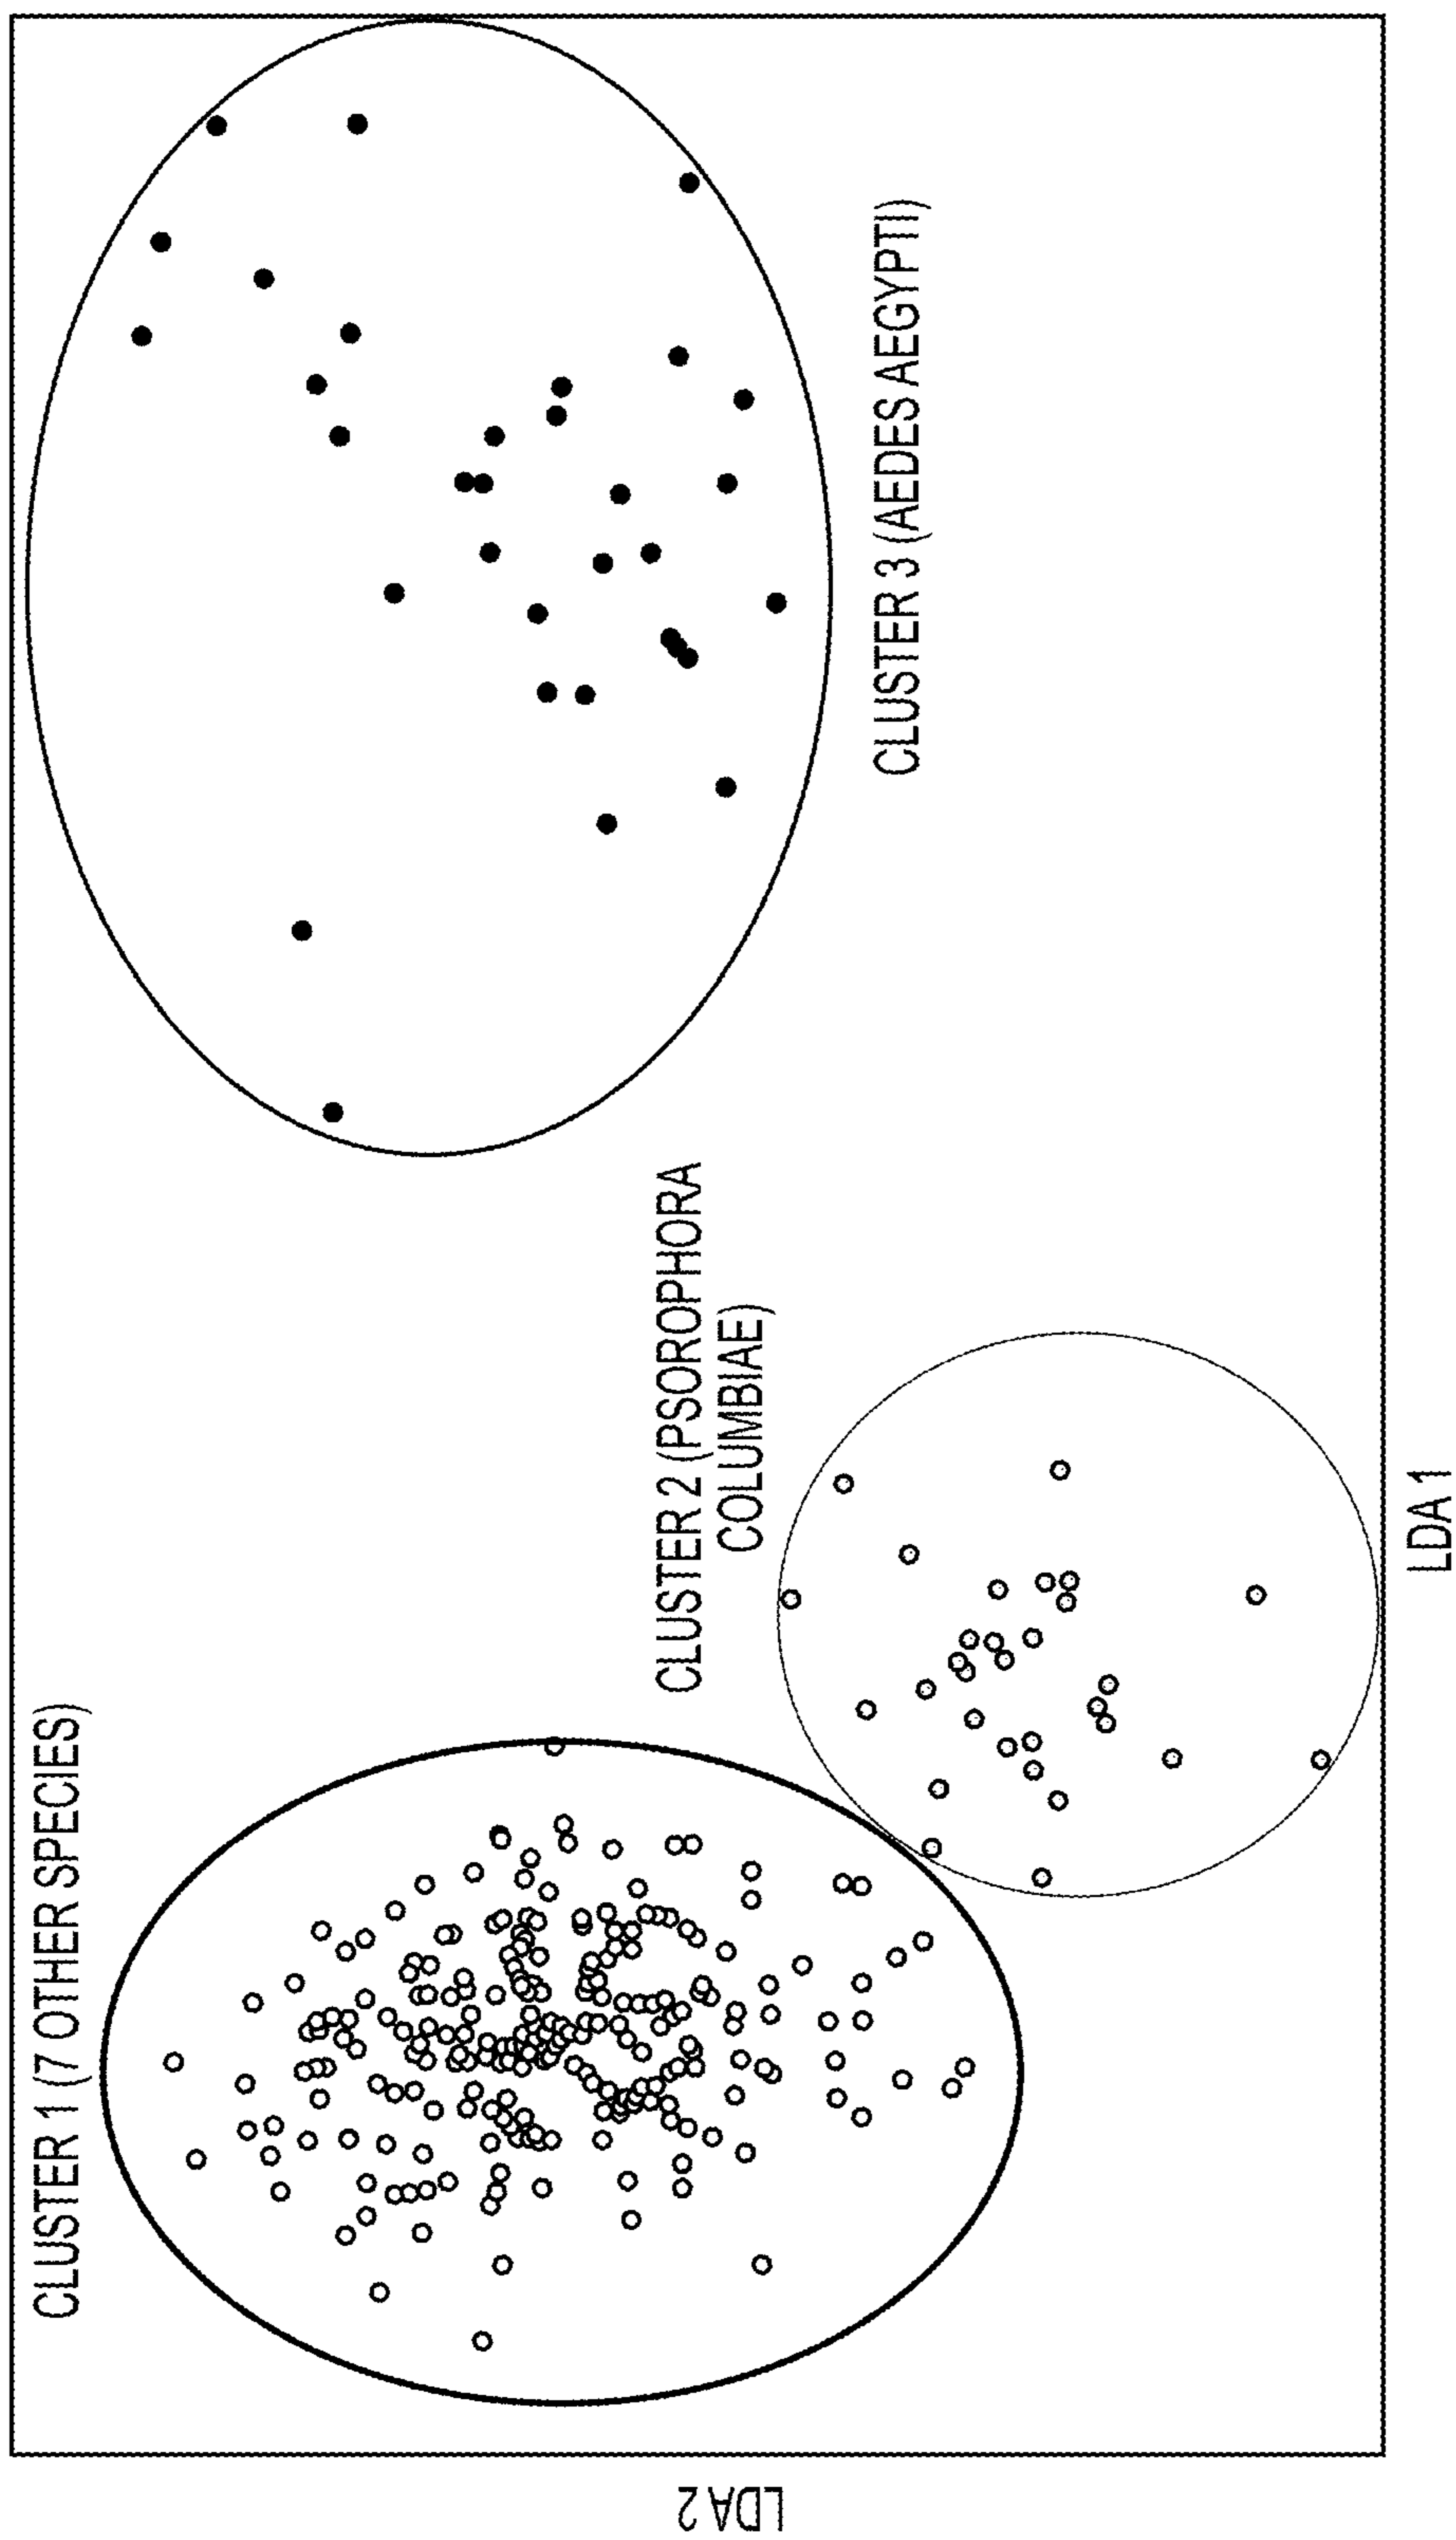 CLUSTER 1 (7 OTHER SPECIES)
CLUSTER 2 (PSOROPHORA
COLUMBIAE)
CLUSTER 3 (AEDES AEGYPTI)
LDA 2
LDA 1